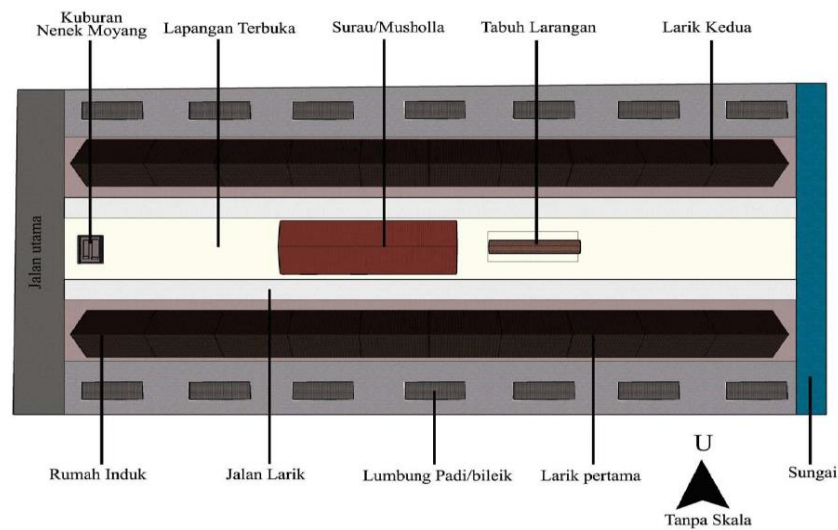 Kuburan
Nenek Moyang
Lapangan Terbuka
Surau/Musholla
Tabuh Larangan
Larik Kedua
Jalan utama
Rumah Induk
Jalan Larik
Lumbung Padi/bileik
Larik pertama
U
Sungai
Tanpa Skala